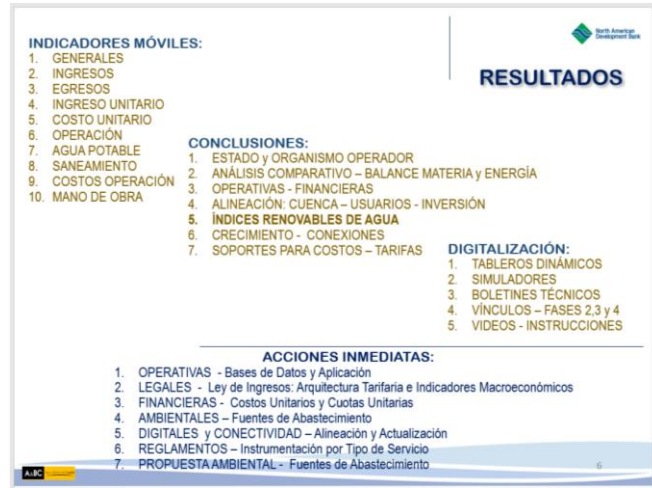 North American
Development Bank
RESULTADOS
INDICADORES MÓVILES:
1. GENERALES
2. INGRESOS
3. EGRESOS
4. INGRESO UNITARIO
5. COSTO UNITARIO
6. OPERACIÓN
7. AGUA POTABLE
8. SANEAMIENTO
9. COSTOS OPERACIÓN
10. MANO DE OBRA
CONCLUSIONES:
1. ESTADO y ORGANISMO OPERADOR
2. ANÁLISIS COMPARATIVO – BALANCE MATERIA y ENERGÍA
3. OPERATIVAS - FINANCIERAS
4. ALINEACIÓN: CUENCA – USUARIOS - INVERSIÓN
5. ÍNDICES RENOVABLES DE AGUA
6. CRECIMIENTO - CONEXIONES
7. SOPORTES PARA COSTOS – TARIFAS
DIGITALIZACIÓN:
1. TABLEROS DINÁMICOS
2. SIMULADORES
3. BOLETINES TÉCNICOS
4. VÍNCULOS – FASES 2,3 y 4
5. VIDEOS - INSTRUCCIONES
ACCIONES INMEDIATAS:
1. OPERATIVAS - Bases de Datos y Aplicación
2. LEGALES - Ley de Ingresos: Arquitectura Tarifaria e Indicadores Macroeconómicos
3. FINANCIERAS - Costos Unitarios y Cuotas Unitarias
4. AMBIENTALES – Fuentes de Abastecimiento
5. DIGITALES y CONECTIVIDAD – Alineación y Actualización
6. REGLAMENTOS – Instrumentación por Tipo de Servicio
7. PROPUESTA AMBIENTAL - Fuentes de Abastecimiento
6